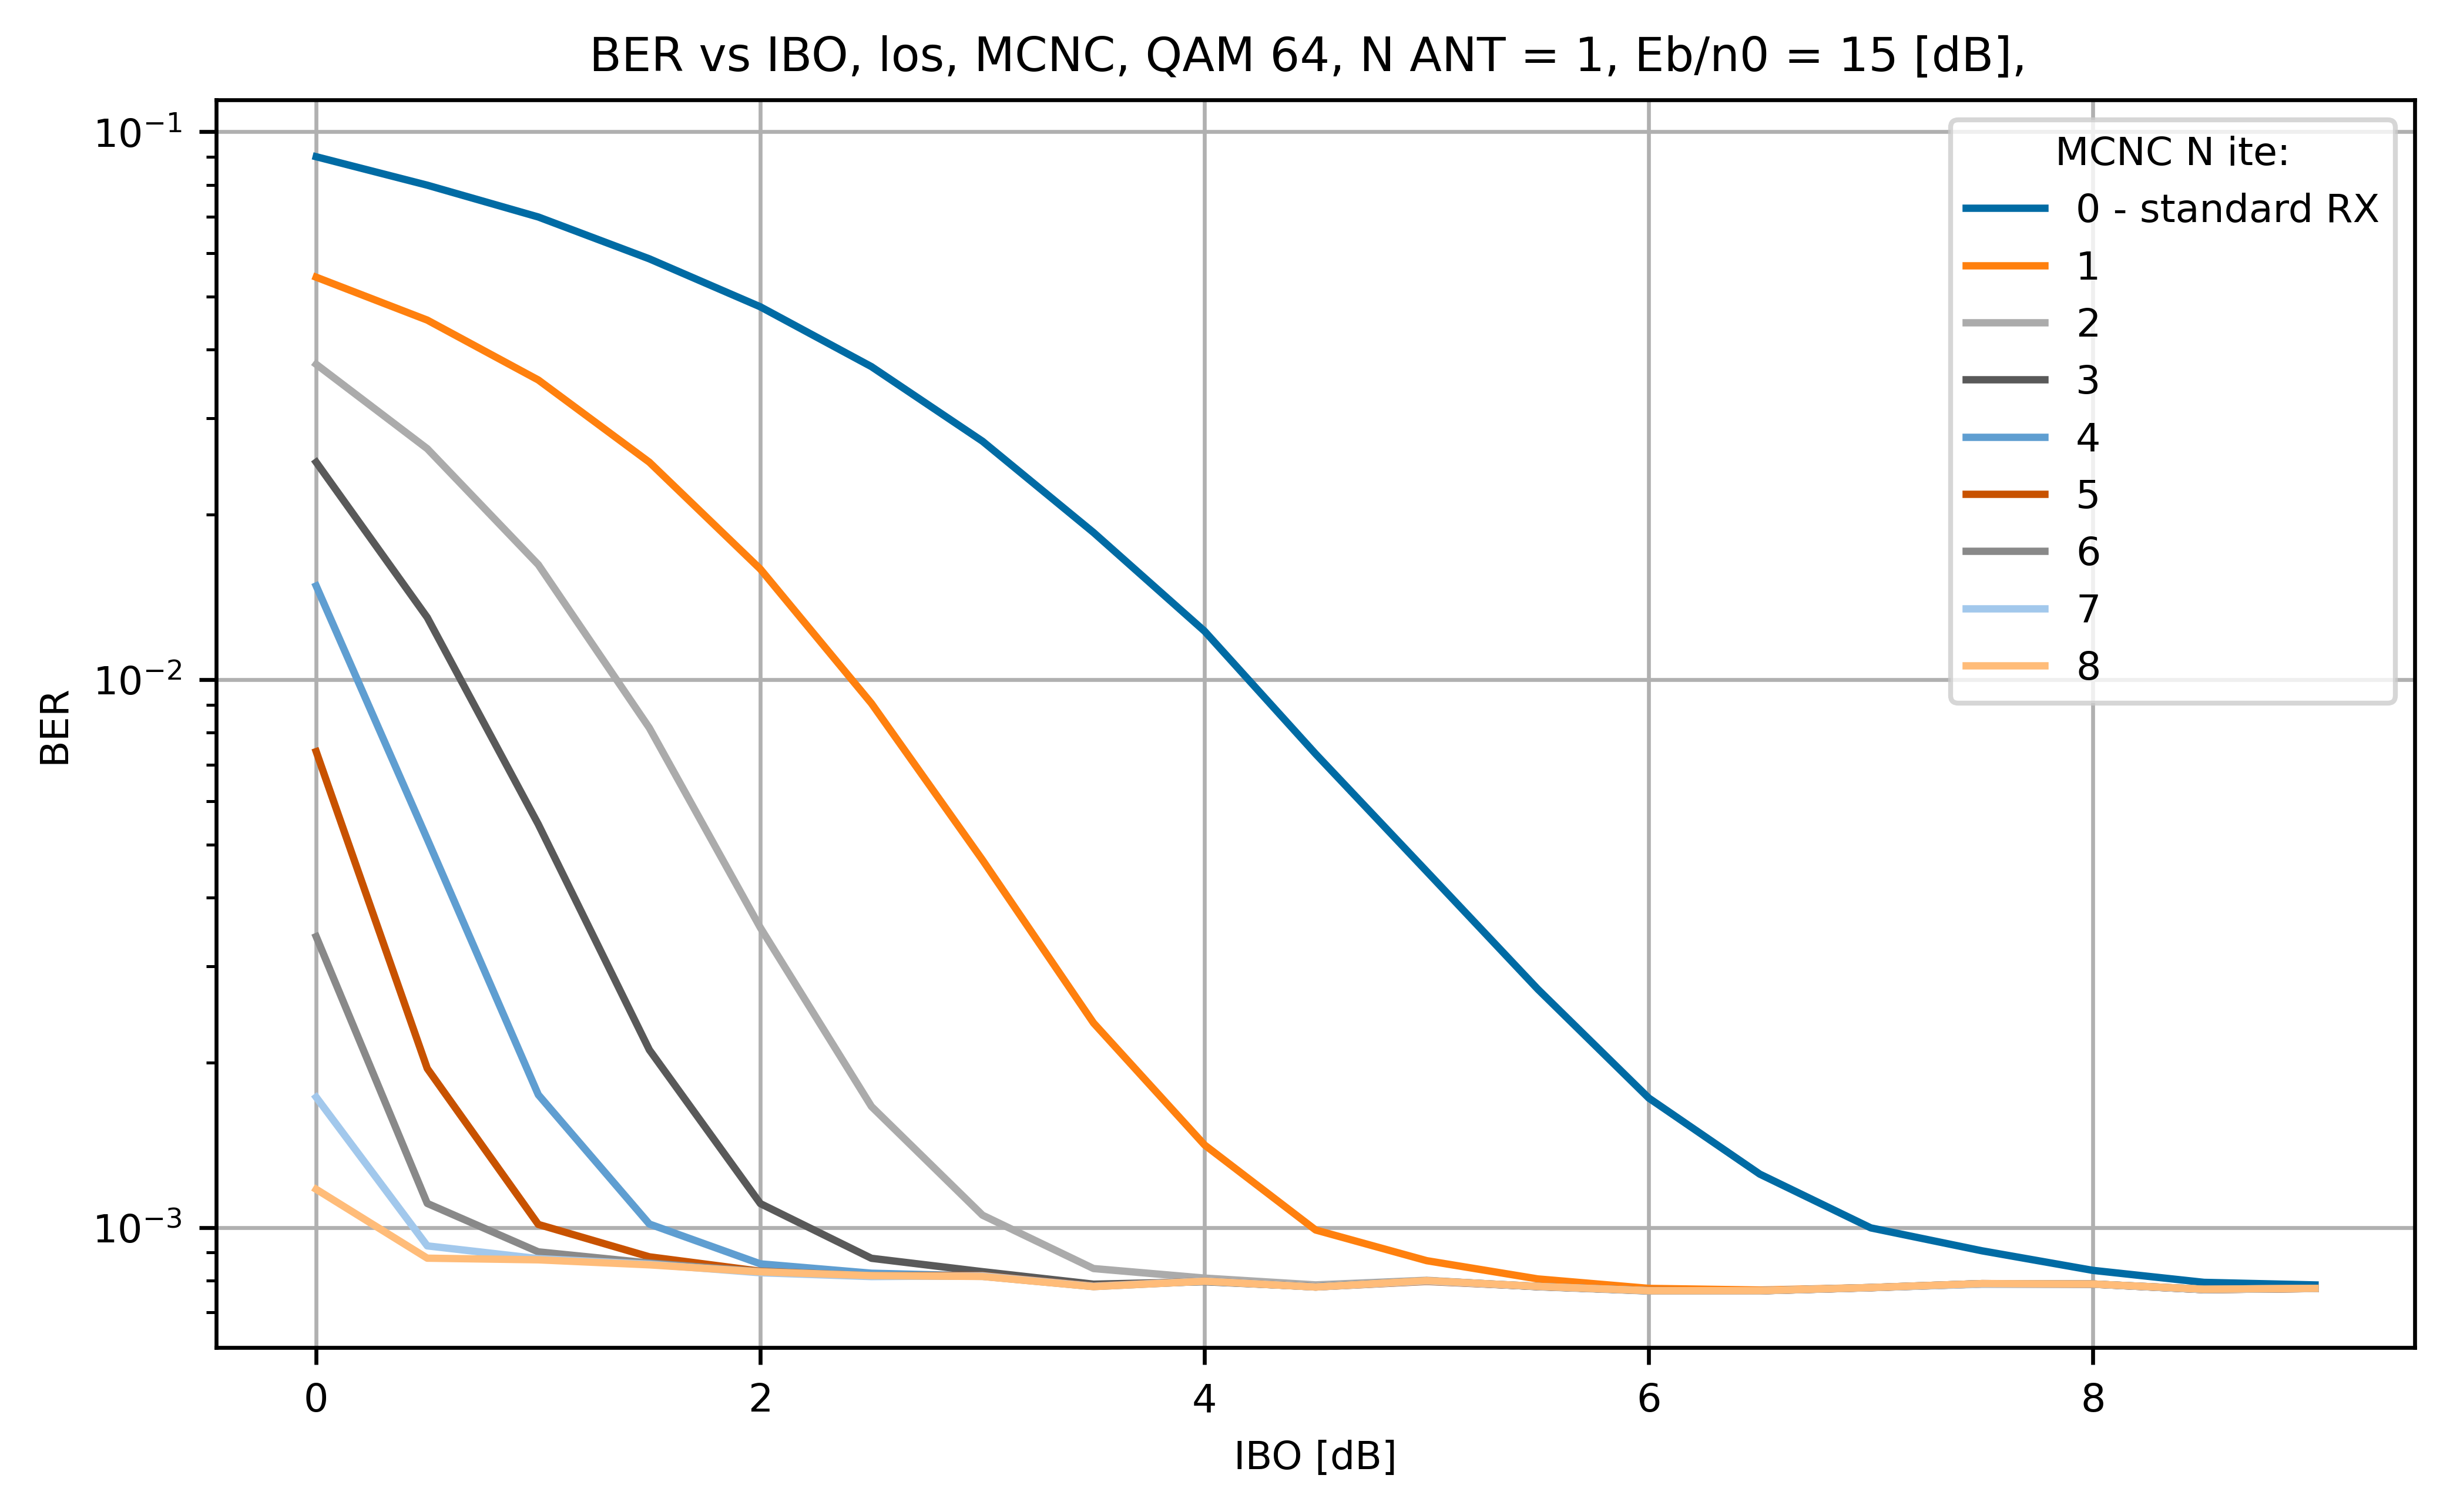 BER vs IBO, los, MCNC, QAM 64, N ANT = 1, Eb/n0 = 15 [dB],
MCNC N ite:
0 - standard RX
1
2
3
4
5
6
7
8
BER
10⁻¹
10⁻²
10⁻³
0 2 4 6 8
IBO [dB]